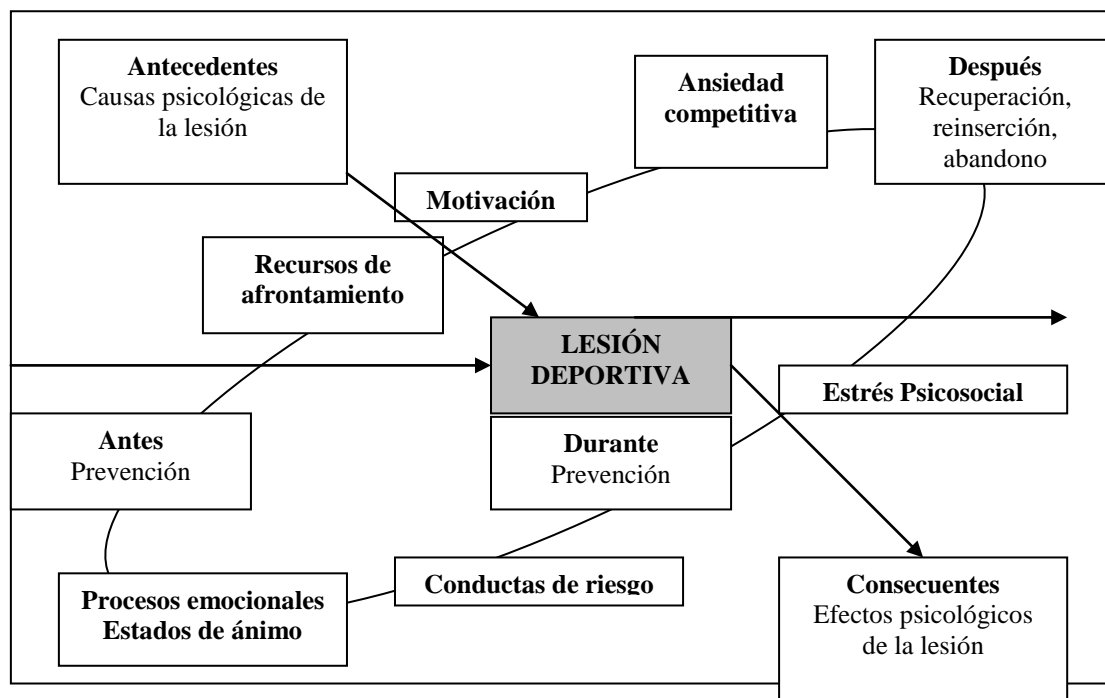 Antecedentes
Causas psicológicas de
la lesión
Ansiedad
competitiva
Después
Recuperación,
reinserción,
abandono
Motivación
Recursos de
afrontamiento
LESIÓN
DEPORTIVA
Estrés Psicosocial
Antes
Prevención
Durante
Prevención
Procesos emocionales
Estados de ánimo
Conductas de riesgo
Consecuentes
Efectos psicológicos
de la lesión